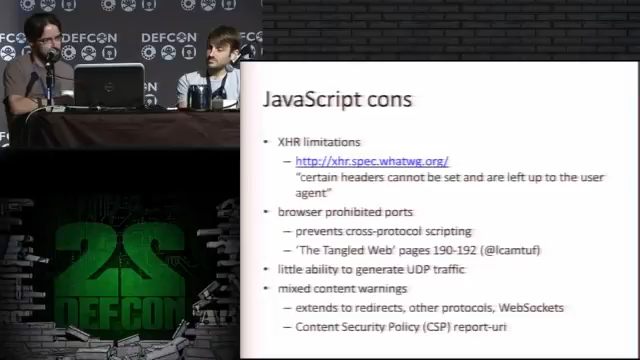 DEFCON
DEFCON
JavaScript cons
• XHR limitations
– http://xhr.spec.whatwg.org/
"certain headers cannot be set and are left up to the user
agent"
• browser prohibited ports
– prevents cross-protocol scripting
– 'The Tangled Web' pages 190-192 (@lcamtuf)
• little ability to generate UDP traffic
• mixed content warnings
– extends to redirects, other protocols, WebSockets
– Content Security Policy (CSP) report-uri
22
DEFCON